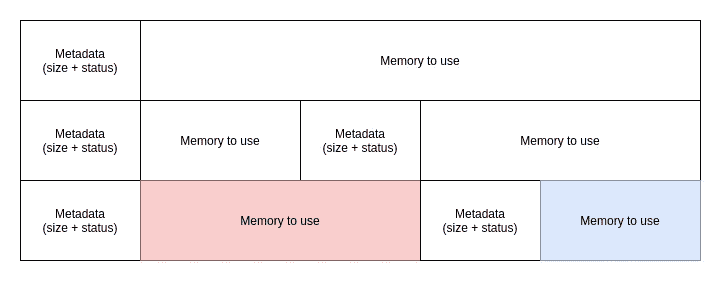 Metadata
(size + status)
Memory to use
Metadata
(size + status)
Memory to use
Metadata
(size + status)
Memory to use
Metadata
(size + status)
Memory to use
Metadata
(size + status)
Memory to use